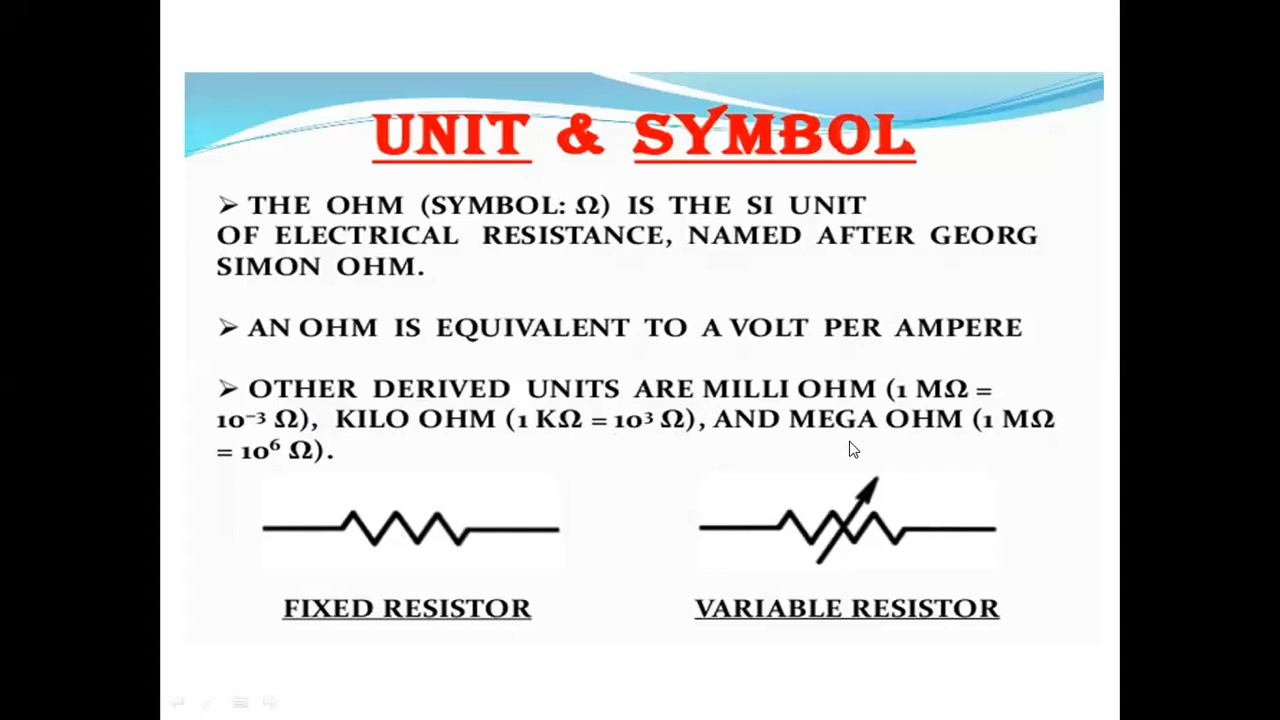 UNIT & SYMBOL
➢ THE OHM (SYMBOL: Ω) IS THE SI UNIT
OF ELECTRICAL RESISTANCE, NAMED AFTER GEORG
SIMON OHM.
➢ AN OHM IS EQUIVALENT TO A VOLT PER AMPERE
➢ OTHER DERIVED UNITS ARE MILLI OHM (1 MΩ =
10⁻³ Ω), KILO OHM (1 KΩ = 10³ Ω), AND MEGA OHM (1 MΩ
= 10⁶ Ω).
FIXED RESISTOR
VARIABLE RESISTOR